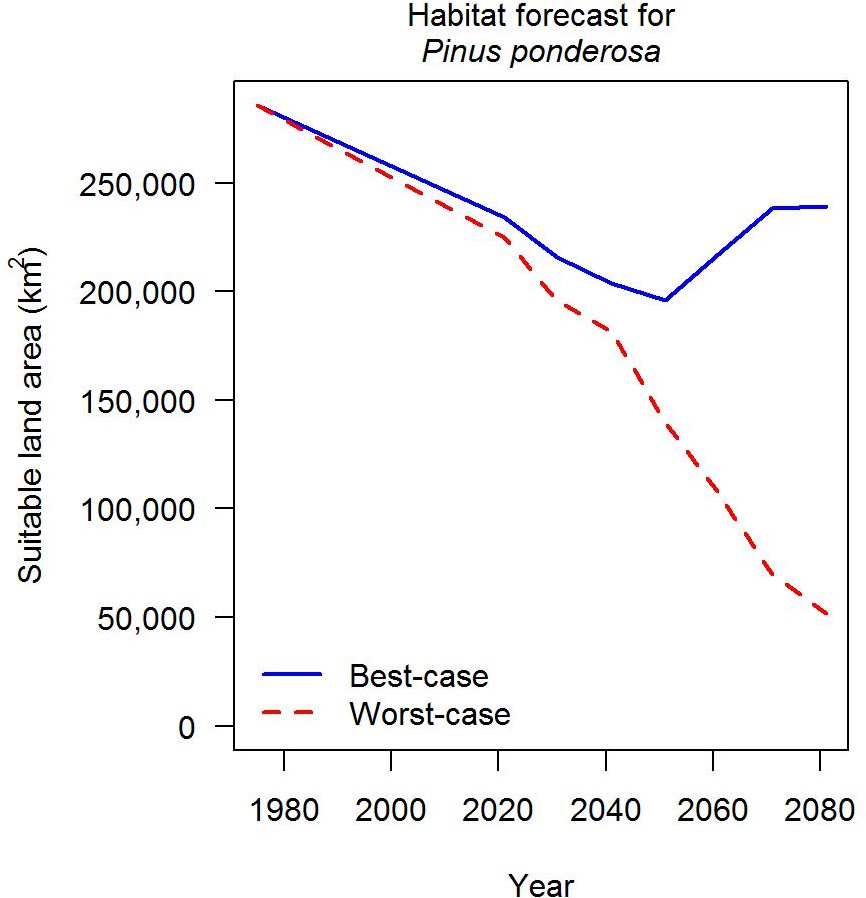 Habitat forecast for
Pinus ponderosa
Suitable land area (km²)
250,000
200,000
150,000
100,000
50,000
0
Best-case
Worst-case
1980 2000 2020 2040 2060 2080
Year